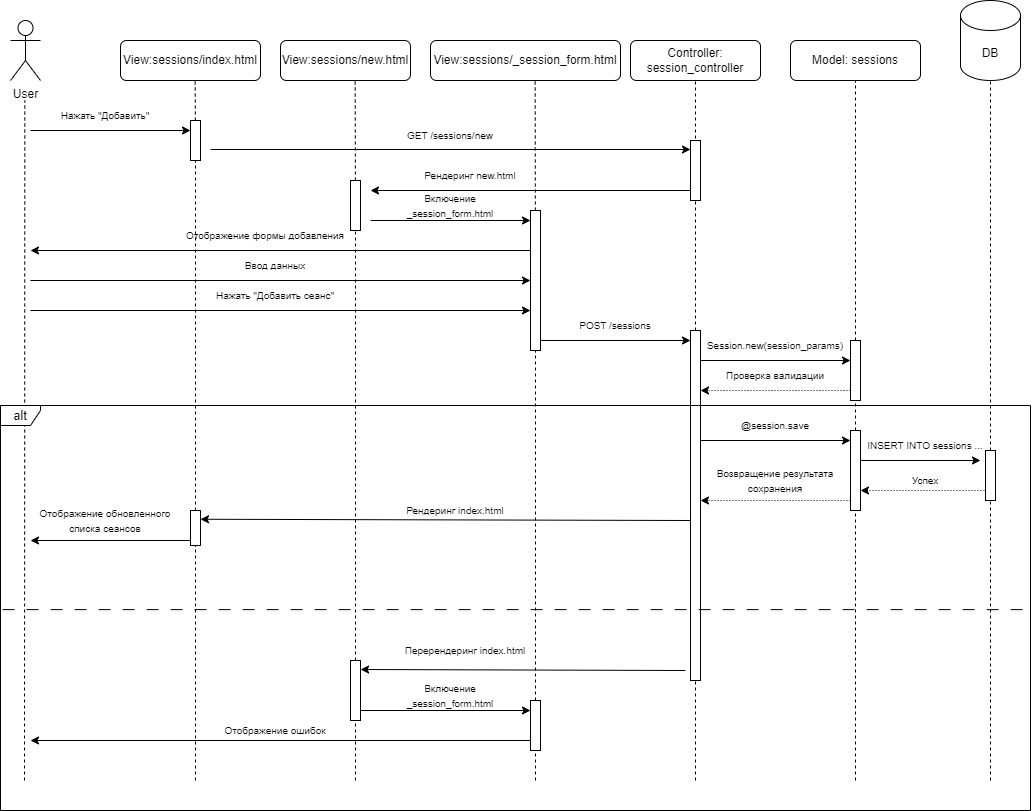 View:sessions/index.html
View:sessions/new.html
View:sessions/_session_form.html
Controller:
session_controller
Model: sessions
DB
User
Нажать "Добавить"
GET /sessions/new
Рендеринг new.html
Включение
_session_form.html
Отображение формы добавления
Ввод данных
Нажать "Добавить сеанс"
POST /sessions
Session.new(session_params)
Проверка валидации
alt
@session.save
INSERT INTO sessions ...
Возвращение результата
сохранения
Успех
Рендеринг index.html
Отображение обновленного
списка сеансов
Перерендеринг index.html
Включение
_session_form.html
Отображение ошибок